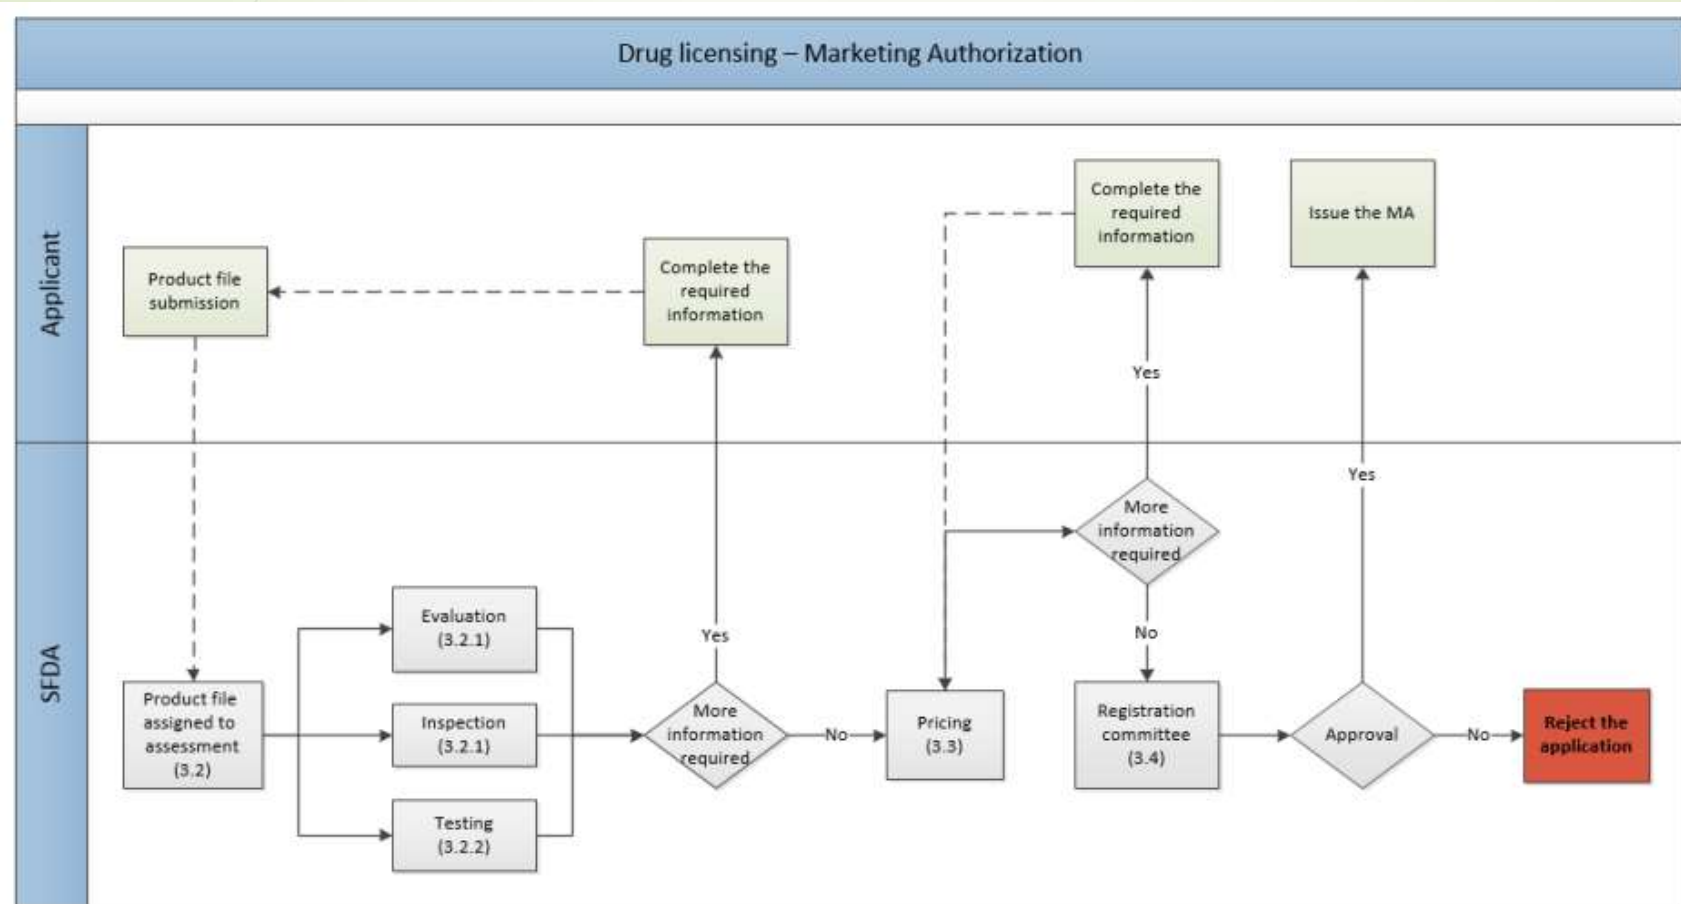 Drug licensing – Marketing Authorization
Applicant
Product file
submission
Complete the
required
information
Complete the
required
information
Issue the MA
Yes
Yes
Yes
SFDA
Product file
assigned to
assessment
(3.2)
Evaluation
(3.2.1)
Inspection
(3.2.1)
Testing
(3.2.2)
More
information
required
No
Pricing
(3.3)
More
information
required
No
Registration
committee
(3.4)
Approval
No
Reject the
application